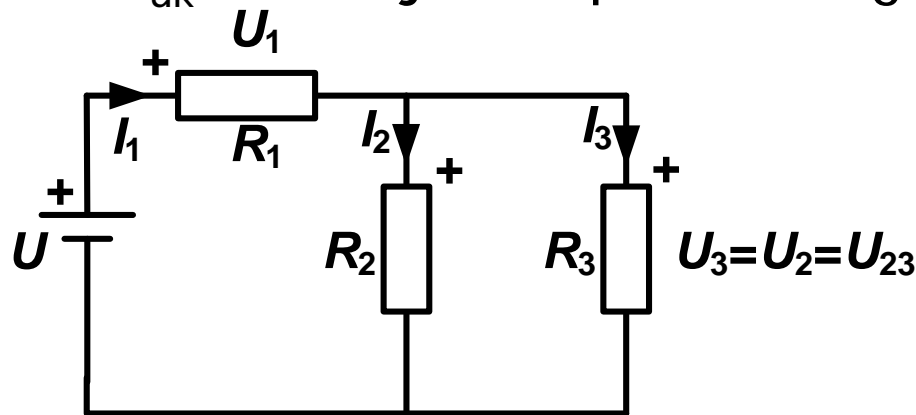 U1
+
I1
R1
I2
I3
+
+
+
U
R2
R3
U3=U2=U23